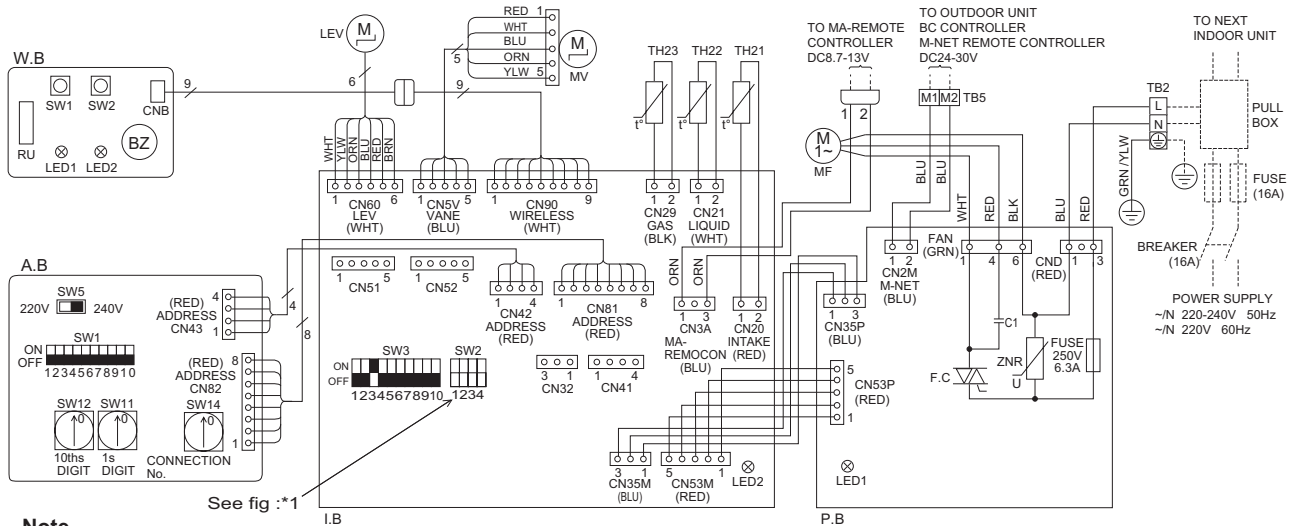 W.B
SW1
SW2
CNB
RU
BZ
LED1
LED2
9
LEV
M
6
9
RED 1
WHT
BLU
ORN
YLW 5
5
M
MV
TH23
TH22
TH21
t°
t°
t°
TO MA-REMOTE
CONTROLLER
DC8.7-13V
TO OUTDOOR UNIT
BC CONTROLLER
M-NET REMOTE CONTROLLER
DC24-30V
1 2
M1 M2 TB5
M
1~
MF
TO NEXT
INDOOR UNIT
TB2
L
N
PULL
BOX
GRN /YLW
FUSE
(16A)
BREAKER
(16A)
POWER SUPPLY
~/N 220-240V 50Hz
~/N 220V 60Hz
WHT
YLW
ORN
BLU
RED
BRN
1 6
CN60
LEV
(WHT)
1 5
CN5V
VANE
(BLU)
1 9
CN90
WIRELESS
(WHT)
1 2
CN29
GAS
(BLK)
1 2
CN21
LIQUID
(WHT)
BLU
BLU
WHT
RED
BLK
BLU
RED
1 2
CN2M
M-NET
(BLU)
FAN
(GRN)
1 4 6
CND
(RED)
1 3
A.B
SW5
220V 240V
SW1
ON
OFF
12345678910
SW12
0
10ths
DIGIT
SW11
0
1s
DIGIT
SW14
0
CONNECTION
No.
(RED)
ADDRESS
CN43
4
1
4
8
(RED)
ADDRESS
CN82
8
1
1 5
CN51
1 5
CN52
1 4
CN42
ADDRESS
(RED)
1 8
CN81
ADDRESS
(RED)
ORN
ORN
1 3
CN3A
MA-
REMOCON
(BLU)
1 2
CN20
INTAKE
(RED)
1 3
CN35P
(BLU)
SW3
ON
OFF
12345678910
SW2
1234
3 1
CN32
1 4
CN41
5
CN53P
(RED)
1
C1
F.C
ZNR
U
FUSE
250V
6.3A
3 1
CN35M
(BLU)
5 1
CN53M
(RED)
LED2
LED1
See fig :*1
I.B
P.B